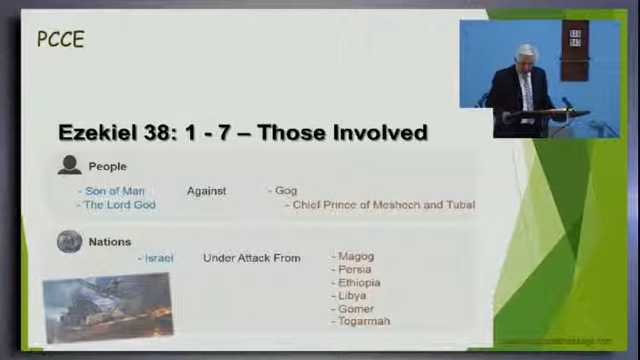 PCCE
Ezekiel 38: 1 - 7 – Those Involved
People
- Son of Man Against - Gog
- The Lord God - Chief Prince of Meshech and Tubal
Nations
- Israel Under Attack From - Magog
- Persia
- Ethiopia
- Libya
- Gomer
- Togarmah